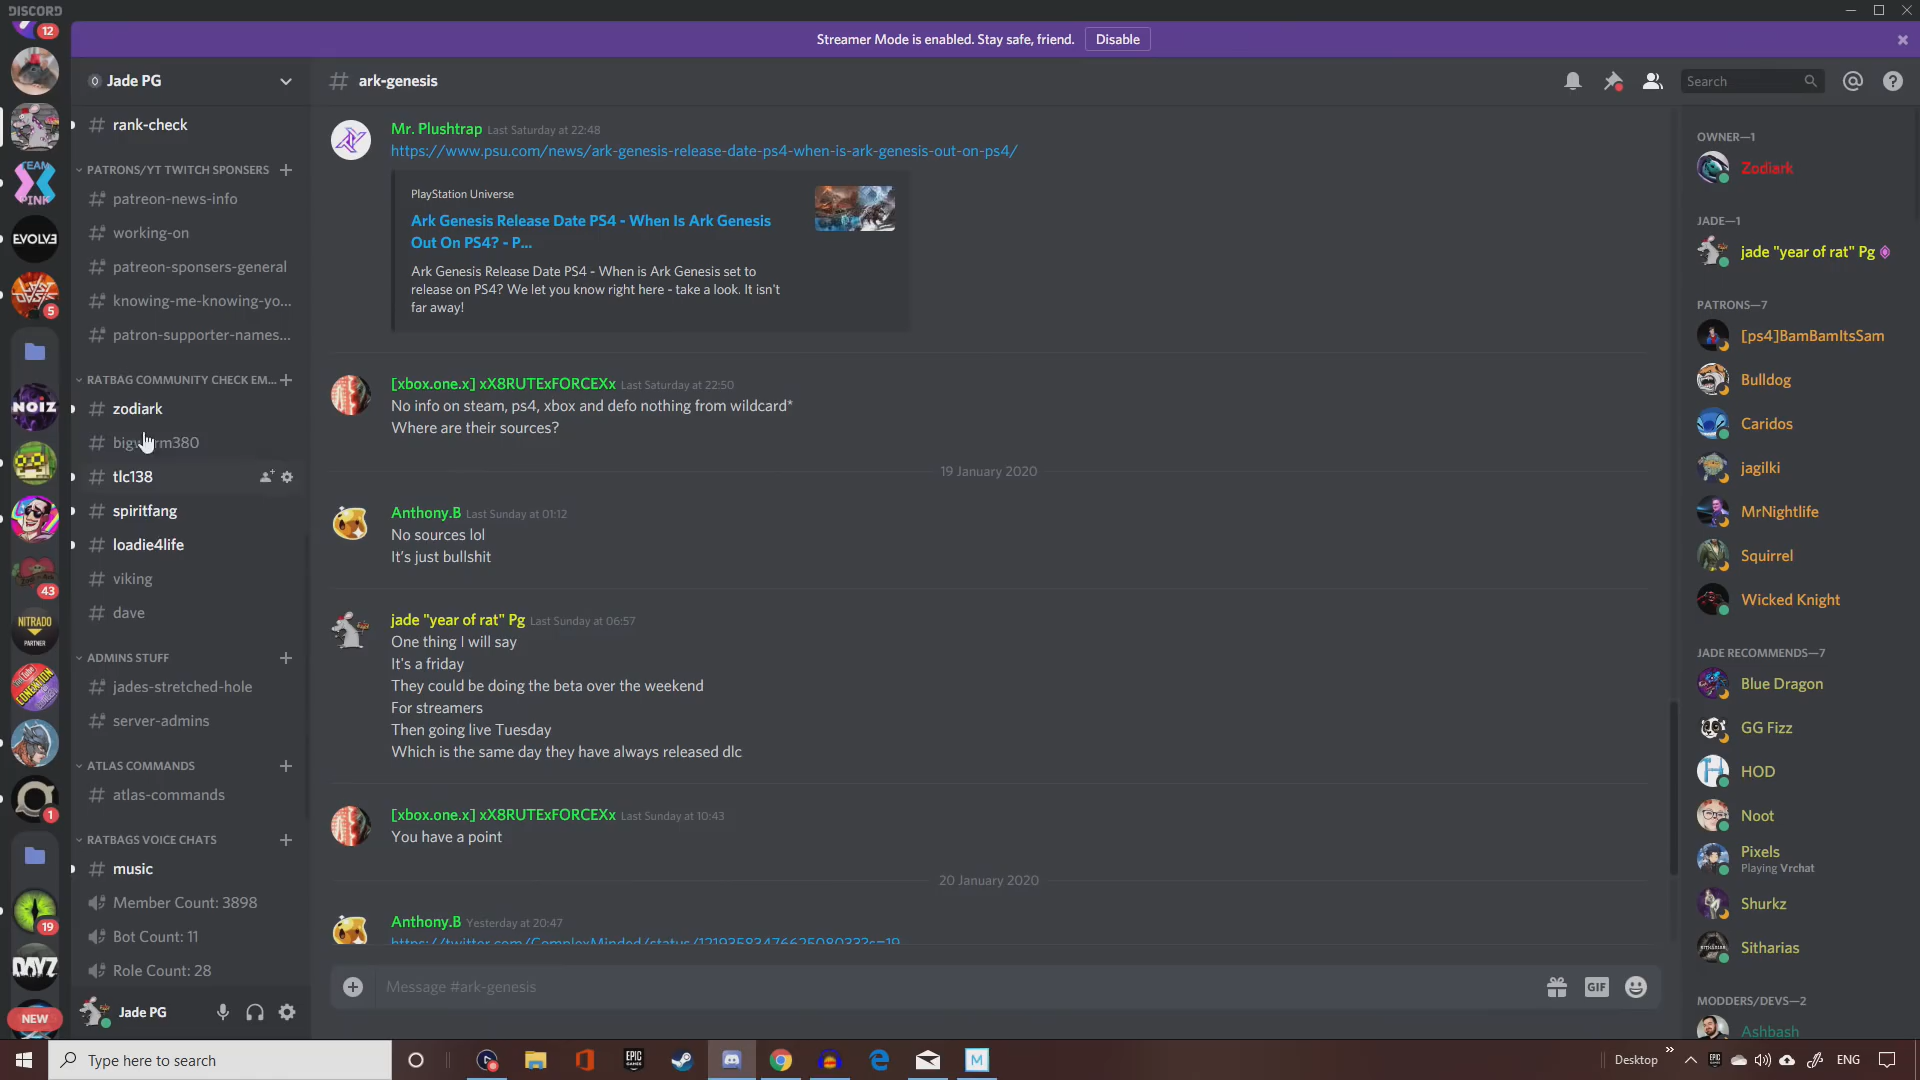 DISCORD
Streamer Mode is enabled. Stay safe, friend. Disable
12
TEAM
PINK
EVOLVE
5
NOIZ
43
NITRADO
PARTNER
1
19
DAYZ
NEW
Jade PG
rank-check
PATRONS/YT TWITCH SPONSERS
patreon-news-info
working-on
patreon-sponsers-general
knowing-me-knowing-yo...
patron-supporter-names...
RATBAG COMMUNITY CHECK EM...
zodiark
tlc138
spiritfang
loadie4life
viking
dave
ADMINS STUFF
jades-stretched-hole
server-admins
ATLAS COMMANDS
atlas-commands
RATBAGS VOICE CHATS
music
Member Count: 3898
Bot Count: 11
Role Count: 28
Jade PG
# ark-genesis
Search
Mr. Plushtrap Last Saturday at 22:48
https://www.psu.com/news/ark-genesis-release-date-ps4-when-is-ark-genesis-out-on-ps4/
PlayStation Universe
Ark Genesis Release Date PS4 - When Is Ark Genesis
Out On PS4? - P...
Ark Genesis Release Date PS4 - When is Ark Genesis set to
release on PS4? We let you know right here - take a look. It isn't
far away!
[xbox.one.x] xX8RUTExFORCEXx Last Saturday at 22:50
No info on steam, ps4, xbox and defo nothing from wildcard*
Where are their sources?
19 January 2020
Anthony.B Last Sunday at 01:12
No sources lol
It's just bullshit
jade "year of rat" Pg Last Sunday at 06:57
One thing I will say
It's a friday
They could be doing the beta over the weekend
For streamers
Then going live Tuesday
Which is the same day they have always released dlc
[xbox.one.x] xX8RUTExFORCEXx Last Sunday at 10:43
You have a point
20 January 2020
Anthony.B Yesterday at 20:47
Message #ark-genesis
GIF
OWNER—1
Zodiark
JADE—1
jade "year of rat" Pg
PATRONS—7
[ps4]BamBamItsSam
Bulldog
Caridos
jagilki
MrNightlife
Squirrel
Wicked Knight
JADE RECOMMENDS—7
Blue Dragon
GG Fizz
HOD
Noot
Pixels
Playing Vrchat
Shurkz
Sitharias
MODDERS/DEVS—2
Ashbash
Type here to search
EPIC
GAMES
M
Desktop
ENG